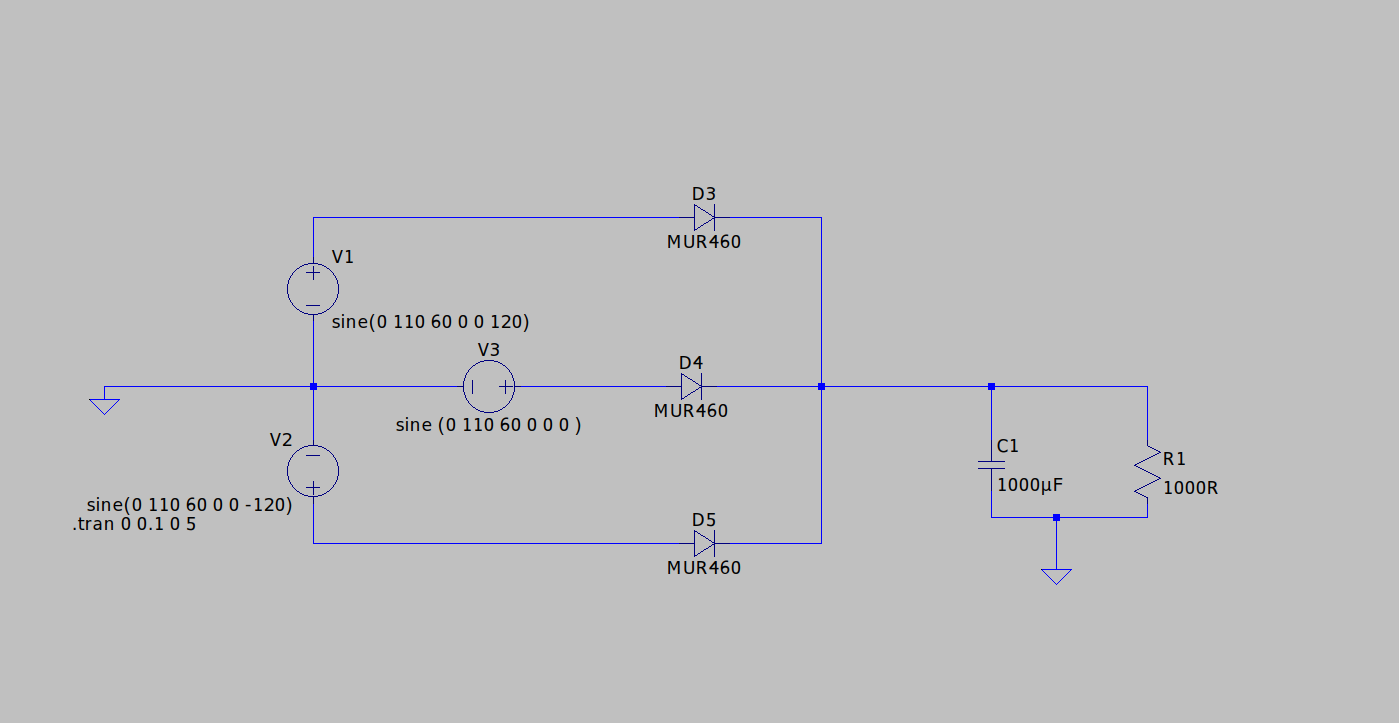 D3
MUR460
V1
sine(0 110 60 0 0 120)
V3
D4
MUR460
sine (0 110 60 0 0 0 )
V2
C1
R1
1000µF
1000R
sine(0 110 60 0 0 -120)
.tran 0 0.1 0 5
D5
MUR460